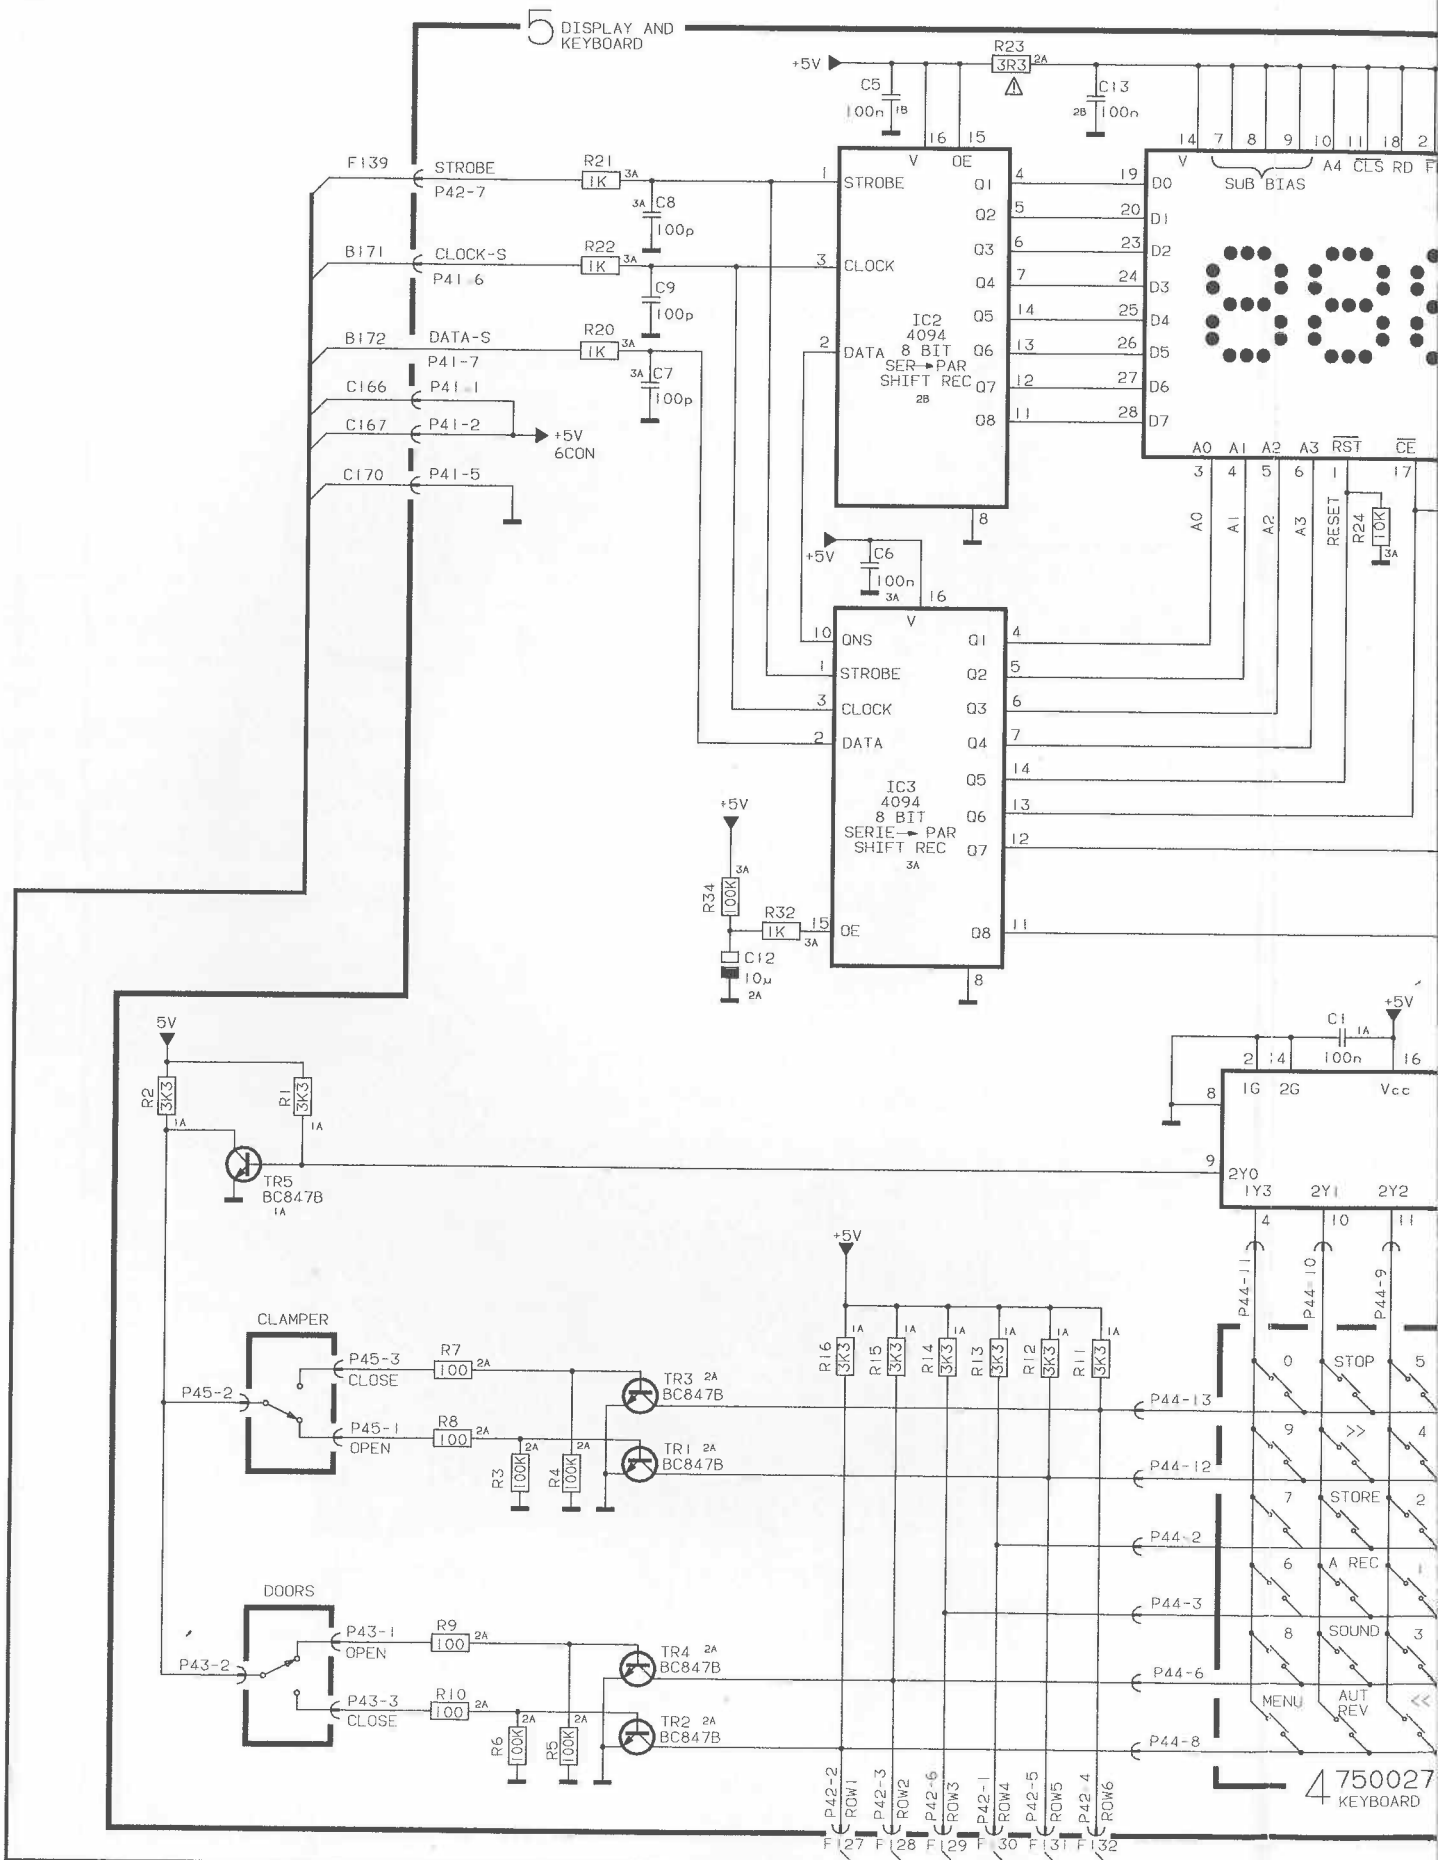 5 DISPLAY AND
KEYBOARD
+5V
R23
3R3 2A
C5
100n 1B
C13
2B 100n
16 15
V OE
14 7 8 9 10 11 18 2
V SUB BIAS A4 CLS RD
F139 STROBE
P42-7
R21
1K 3A
3A C8
100p
1 STROBE
Q1 4
19 D0
Q2 5
20 D1
B171 CLOCK-S
P41-6
R22
1K 3A
C9
100p
3 CLOCK
Q3 6
23 D2
Q4 7
24 D3
IC2
4094
8 BIT
SER→PAR
SHIFT REC
2B
Q5 14
25 D4
B172 DATA-S
P41-7
R20
1K 3A
3A C7
100p
2 DATA
Q6 13
26 D5
Q7 12
27 D6
Q8 11
28 D7
C166 P41-1
C167 P41-2
+5V
6CON
C170 P41-5
A0 A1 A2 A3 RST CE
3 4 5 6 1 17
8
A0 A1 A2 A3 RESET
R24 10K
3A
+5V
C6
100n
3A
16
V
10 QNS
Q1 4
1 STROBE
Q2 5
3 CLOCK
Q3 6
2 DATA
Q4 7
IC3
4094
8 BIT
SERIE→PAR
SHIFT REC
3A
Q5 14
Q6 13
Q7 12
+5V
3A
R34 100K
R32
1K 3A
15 OE
Q8 11
C12
10µ
2A
8
5V
R2 3K3
1A
R1 3K3
1A
TR5
BC847B
1A
+5V
C1
1A
100n
2 14 16
8 1G 2G Vcc
9
2Y0
1Y3 2Y1 2Y2
4 10 11
P44-11 P44-10 P44-9
+5V
1A 1A 1A 1A 1A 1A
R16 3K3 R15 3K3 R14 3K3 R13 3K3 R12 3K3 R11 3K3
CLAMPER
P45-2
P45-3
CLOSE
R7
100 2A
P45-1
OPEN
R8
100 2A
2A
R3 100K
2A
R4 100K
TR3 2A
BC847B
TR1 2A
BC847B
P44-13
P44-12
P44-2
P44-3
P44-6
P44-8
0 STOP 5
9 >> 4
7 STORE 2
6 A REC 1
8 SOUND 3
MENU AUT
REV <<
DOORS
P43-2
P43-1
OPEN
R9
100 2A
P43-3
CLOSE
R10
100 2A
2A
R6 100K
2A
R5 100K
TR4 2A
BC847B
TR2 2A
BC847B
P42-2 ROW1
P42-3 ROW2
P42-6 ROW3
P42-1 ROW4
P42-5 ROW5
P42-4 ROW6
F127 F128 F129 F130 F131 F132
4 750027
KEYBOARD